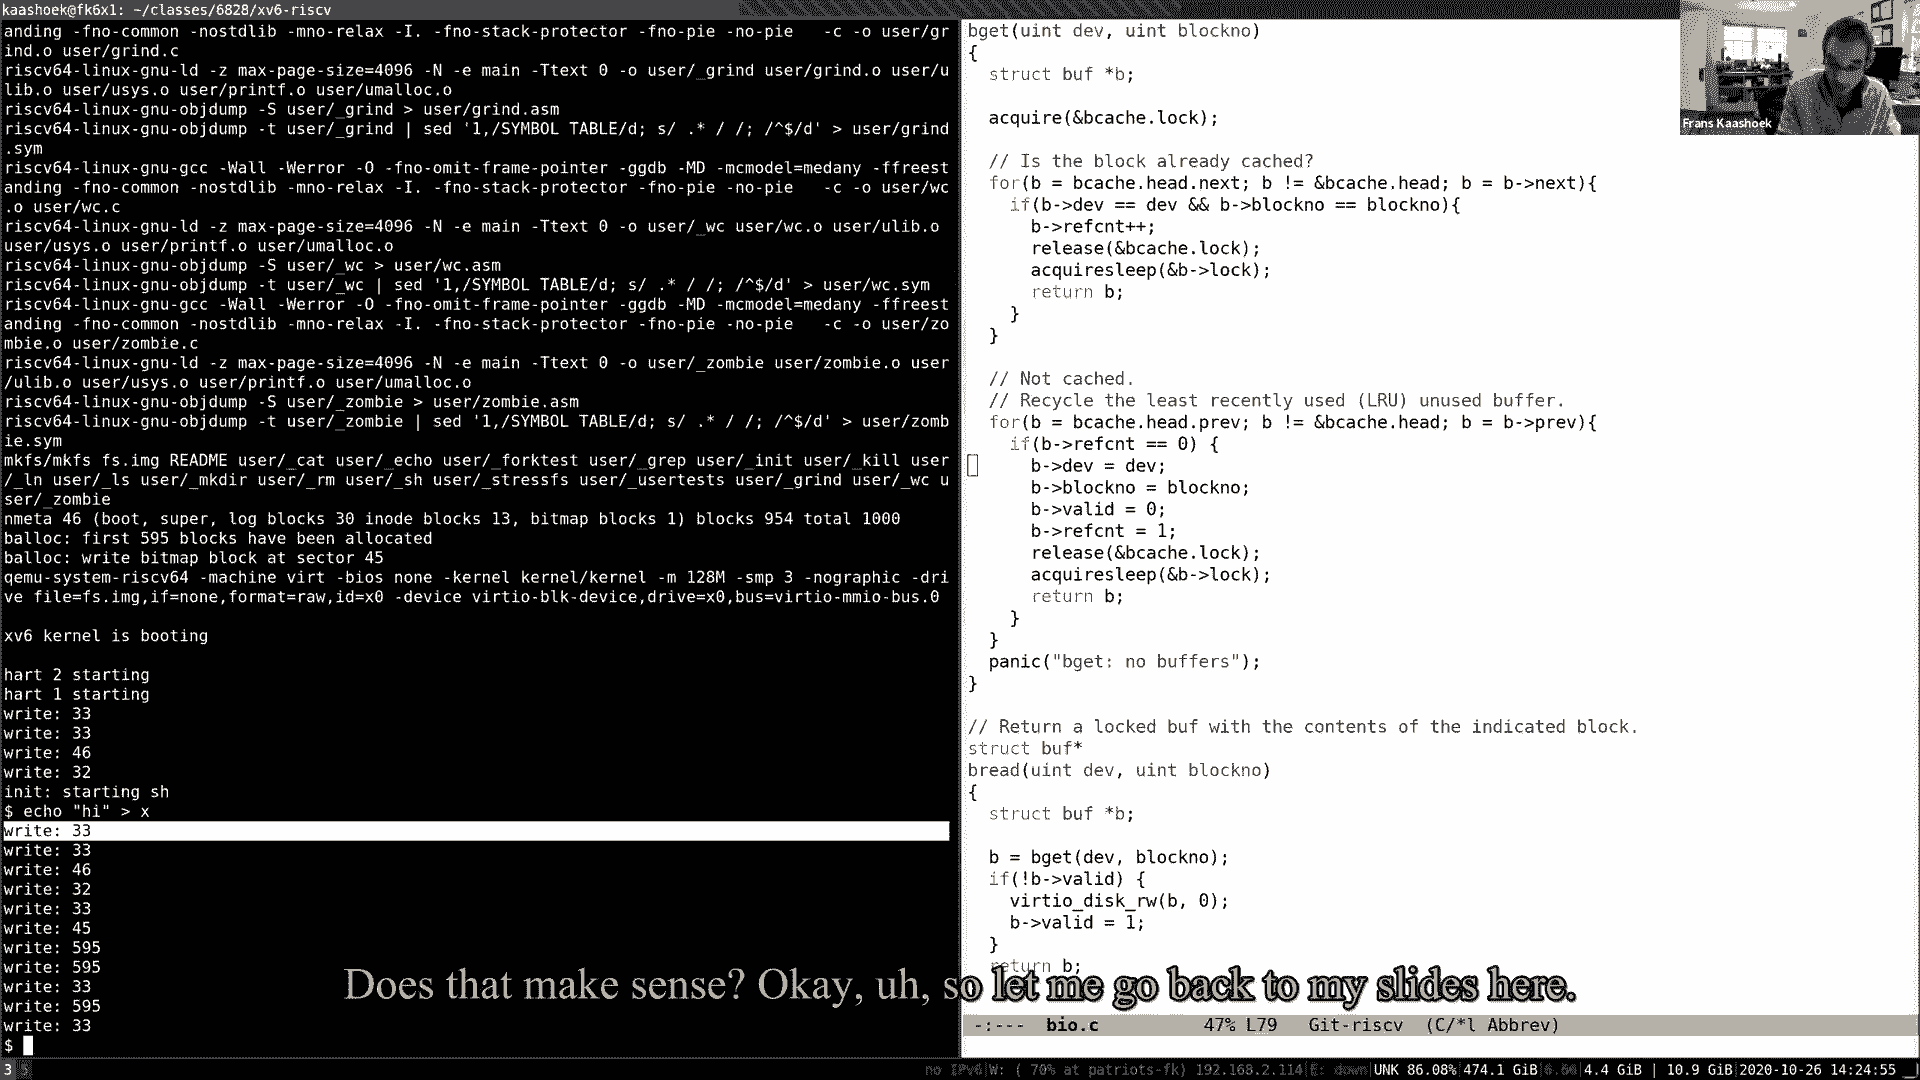 kaashoek@fk6x1: ~/classes/6828/xv6-riscv
anding -fno-common -nostdlib -mno-relax -I. -fno-stack-protector -fno-pie -no-pie   -c -o user/gr
ind.o user/grind.c
riscv64-linux-gnu-ld -z max-page-size=4096 -N -e main -Ttext 0 -o user/_grind user/grind.o user/u
lib.o user/usys.o user/printf.o user/umalloc.o
riscv64-linux-gnu-objdump -S user/_grind > user/grind.asm
riscv64-linux-gnu-objdump -t user/_grind | sed '1,/SYMBOL TABLE/d; s/ .* / /; /^$/d' > user/grind
.sym
riscv64-linux-gnu-gcc -Wall -Werror -O -fno-omit-frame-pointer -ggdb -MD -mcmodel=medany -ffreest
anding -fno-common -nostdlib -mno-relax -I. -fno-stack-protector -fno-pie -no-pie   -c -o user/wc
.o user/wc.c
riscv64-linux-gnu-ld -z max-page-size=4096 -N -e main -Ttext 0 -o user/_wc user/wc.o user/ulib.o
user/usys.o user/printf.o user/umalloc.o
riscv64-linux-gnu-objdump -S user/_wc > user/wc.asm
riscv64-linux-gnu-objdump -t user/_wc | sed '1,/SYMBOL TABLE/d; s/ .* / /; /^$/d' > user/wc.sym
riscv64-linux-gnu-gcc -Wall -Werror -O -fno-omit-frame-pointer -ggdb -MD -mcmodel=medany -ffreest
anding -fno-common -nostdlib -mno-relax -I. -fno-stack-protector -fno-pie -no-pie   -c -o user/zo
mbie.o user/zombie.c
riscv64-linux-gnu-ld -z max-page-size=4096 -N -e main -Ttext 0 -o user/_zombie user/zombie.o user
/ulib.o user/usys.o user/printf.o user/umalloc.o
riscv64-linux-gnu-objdump -S user/_zombie > user/zombie.asm
riscv64-linux-gnu-objdump -t user/_zombie | sed '1,/SYMBOL TABLE/d; s/ .* / /; /^$/d' > user/zomb
ie.sym
mkfs/mkfs fs.img README user/_cat user/_echo user/_forktest user/_grep user/_init user/_kill user
/_ln user/_ls user/_mkdir user/_rm user/_sh user/_stressfs user/_usertests user/_grind user/_wc u
ser/_zombie
nmeta 46 (boot, super, log blocks 30 inode blocks 13, bitmap blocks 1) blocks 954 total 1000
balloc: first 595 blocks have been allocated
balloc: write bitmap block at sector 45
qemu-system-riscv64 -machine virt -bios none -kernel kernel/kernel -m 128M -smp 3 -nographic -dri
ve file=fs.img,if=none,format=raw,id=x0 -device virtio-blk-device,drive=x0,bus=virtio-mmio-bus.0
xv6 kernel is booting
hart 2 starting
hart 1 starting
write: 33
write: 33
write: 46
write: 32
init: starting sh
$ echo "hi" > x
write: 33
write: 33
write: 46
write: 32
write: 33
write: 45
write: 595
write: 595
write: 33
write: 595
write: 33
$
bget(uint dev, uint blockno)
{
  struct buf *b;
  acquire(&bcache.lock);
  // Is the block already cached?
  for(b = bcache.head.next; b != &bcache.head; b = b->next){
    if(b->dev == dev && b->blockno == blockno){
      b->refcnt++;
      release(&bcache.lock);
      acquiresleep(&b->lock);
      return b;
    }
  }
  // Not cached.
  // Recycle the least recently used (LRU) unused buffer.
  for(b = bcache.head.prev; b != &bcache.head; b = b->prev){
    if(b->refcnt == 0) {
      b->dev = dev;
      b->blockno = blockno;
      b->valid = 0;
      b->refcnt = 1;
      release(&bcache.lock);
      acquiresleep(&b->lock);
      return b;
    }
  }
  panic("bget: no buffers");
}
// Return a locked buf with the contents of the indicated block.
struct buf*
bread(uint dev, uint blockno)
{
  struct buf *b;
  b = bget(dev, blockno);
  if(!b->valid) {
    virtio_disk_rw(b, 0);
    b->valid = 1;
  }
  return b;
-:---  bio.c          47% L79   Git-riscv  (C/*l Abbrev)
Frans Kaashoek
Does that make sense? Okay, uh, so let me go back to my slides here.
3 5
no IPv6|W: ( 70% at patriots-fk) 192.168.2.114|E: down|UNK 86.08%|474.1 GiB| 4.4 GiB | 10.9 GiB|2020-10-26 14:24:55